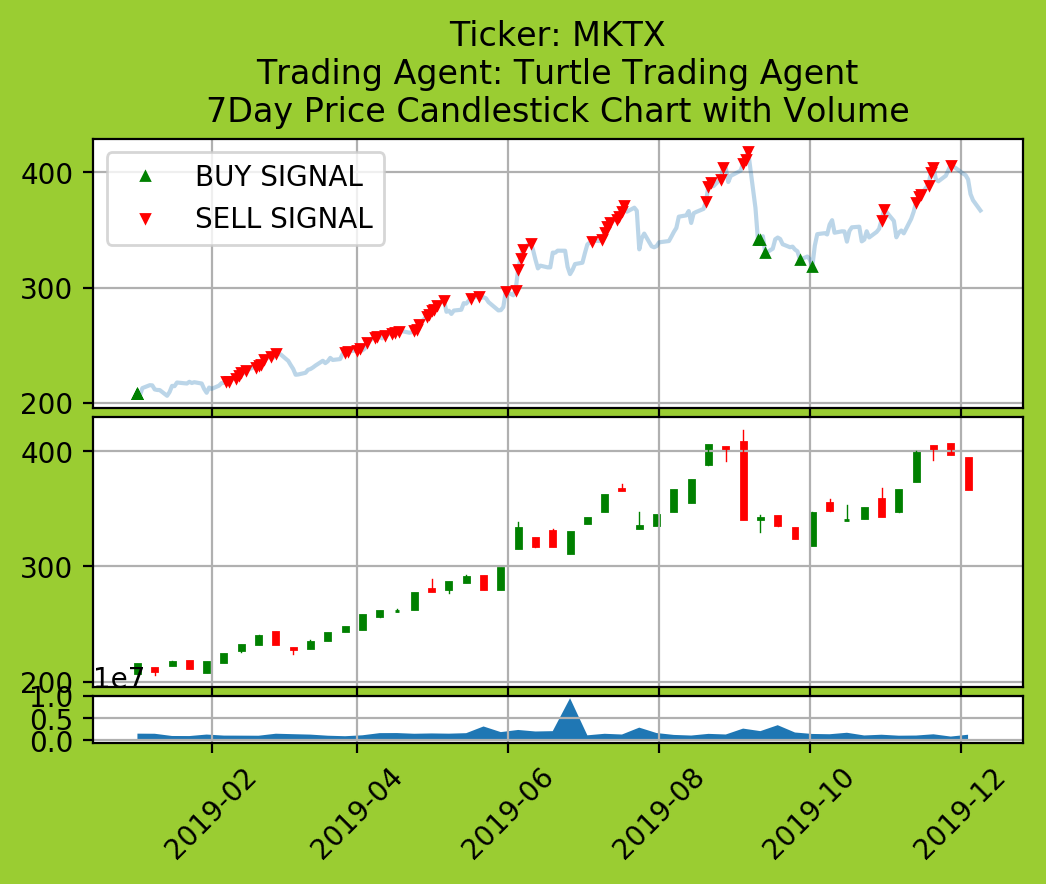 Ticker: MKTX
Trading Agent: Turtle Trading Agent
7Day Price Candlestick Chart with Volume
400
300
200
BUY SIGNAL
SELL SIGNAL
400
300
200
1e7
1.0
0.5
0.0
2019-02
2019-04
2019-06
2019-08
2019-10
2019-12